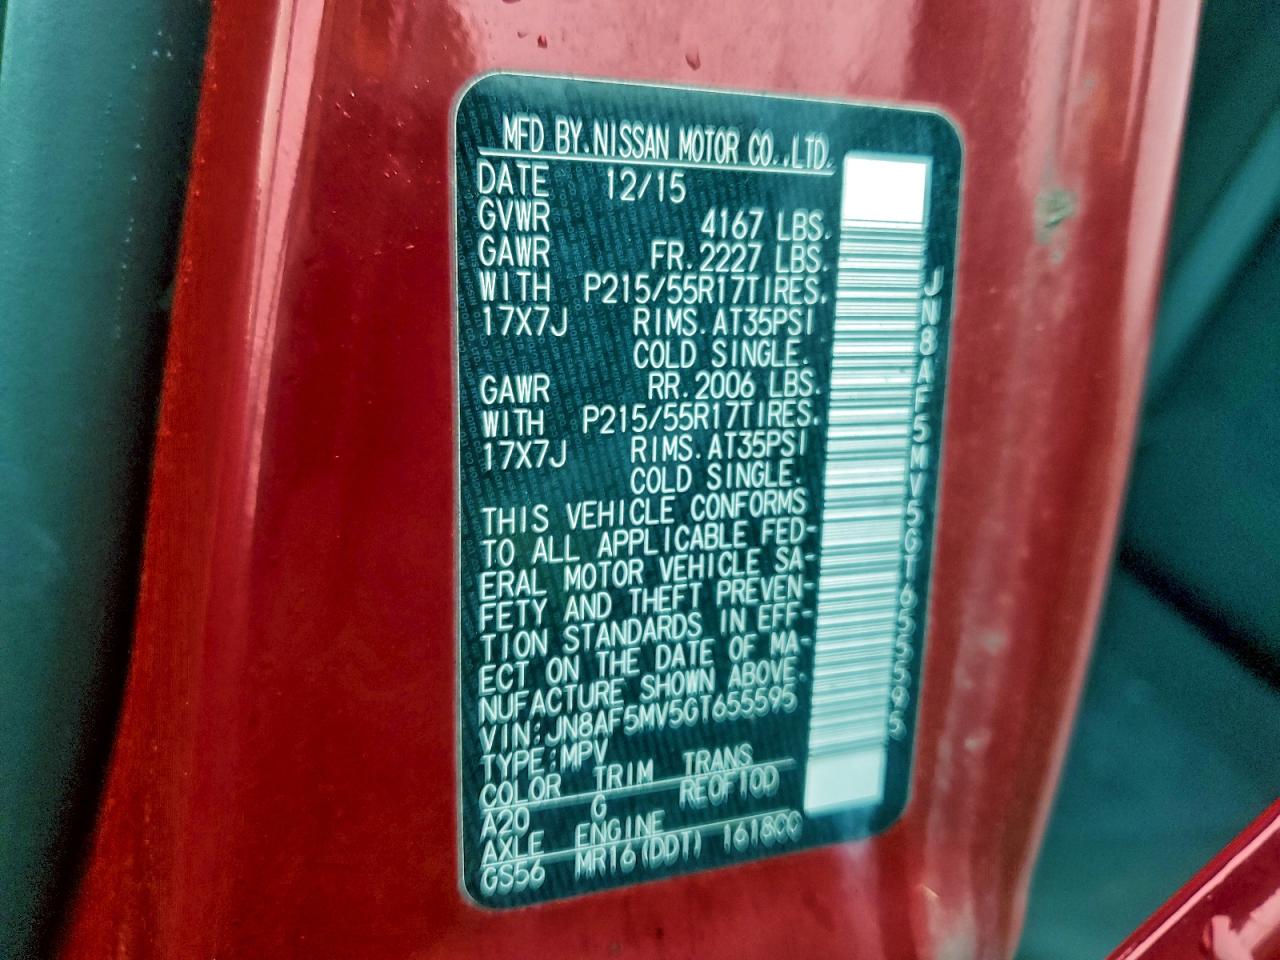 MFD BY.NISSAN MOTOR CO.,LTD.
DATE 12/15
GVWR 4167 LBS.
GAWR FR.2227 LBS.
WITH P215/55R17TIRES.
17X7J RIMS.AT35PSI
COLD SINGLE.
GAWR RR.2006 LBS.
WITH P215/55R17TIRES.
17X7J RIMS.AT35PSI
COLD SINGLE.
THIS VEHICLE CONFORMS
TO ALL APPLICABLE FED-
ERAL MOTOR VEHICLE SA-
FETY AND THEFT PREVEN-
TION STANDARDS IN EFF-
ECT ON THE DATE OF MA-
NUFACTURE SHOWN ABOVE.
VIN:JN8AF5MV5GT655595
TYPE:MPV
COLOR TRIM TRANS
A20 G RE0F10D
AXLE ENGINE
GS56 MR16(DDT) 1618CC
JN8AF5MV5GT655595